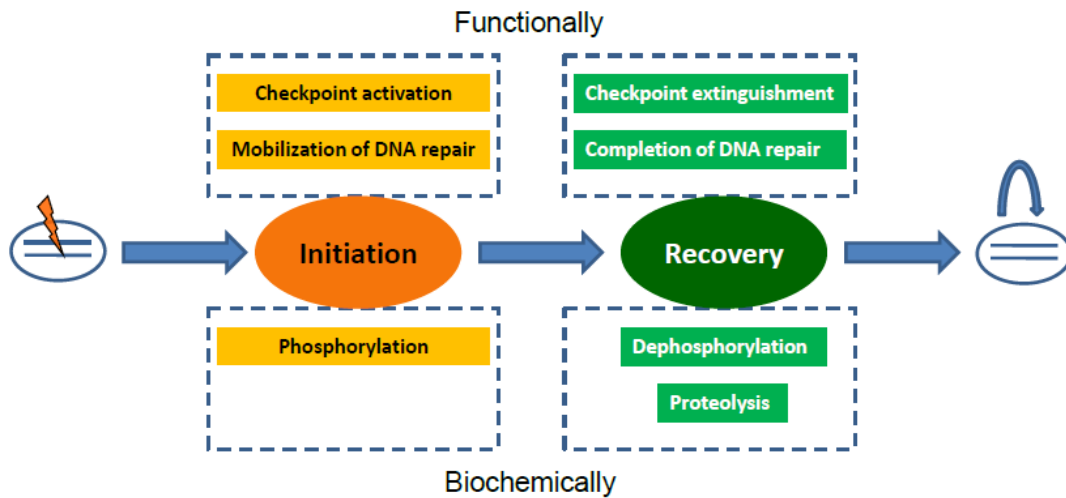 Functionally
Checkpoint activation
Mobilization of DNA repair
Checkpoint extinguishment
Completion of DNA repair
Initiation
Recovery
Phosphorylation
Dephosphorylation
Proteolysis
Biochemically